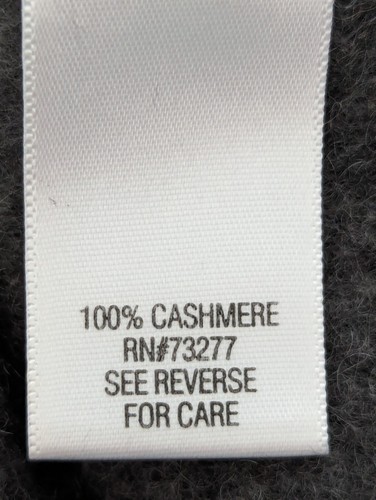 100% CASHMERE
RN#73277
SEE REVERSE
FOR CARE